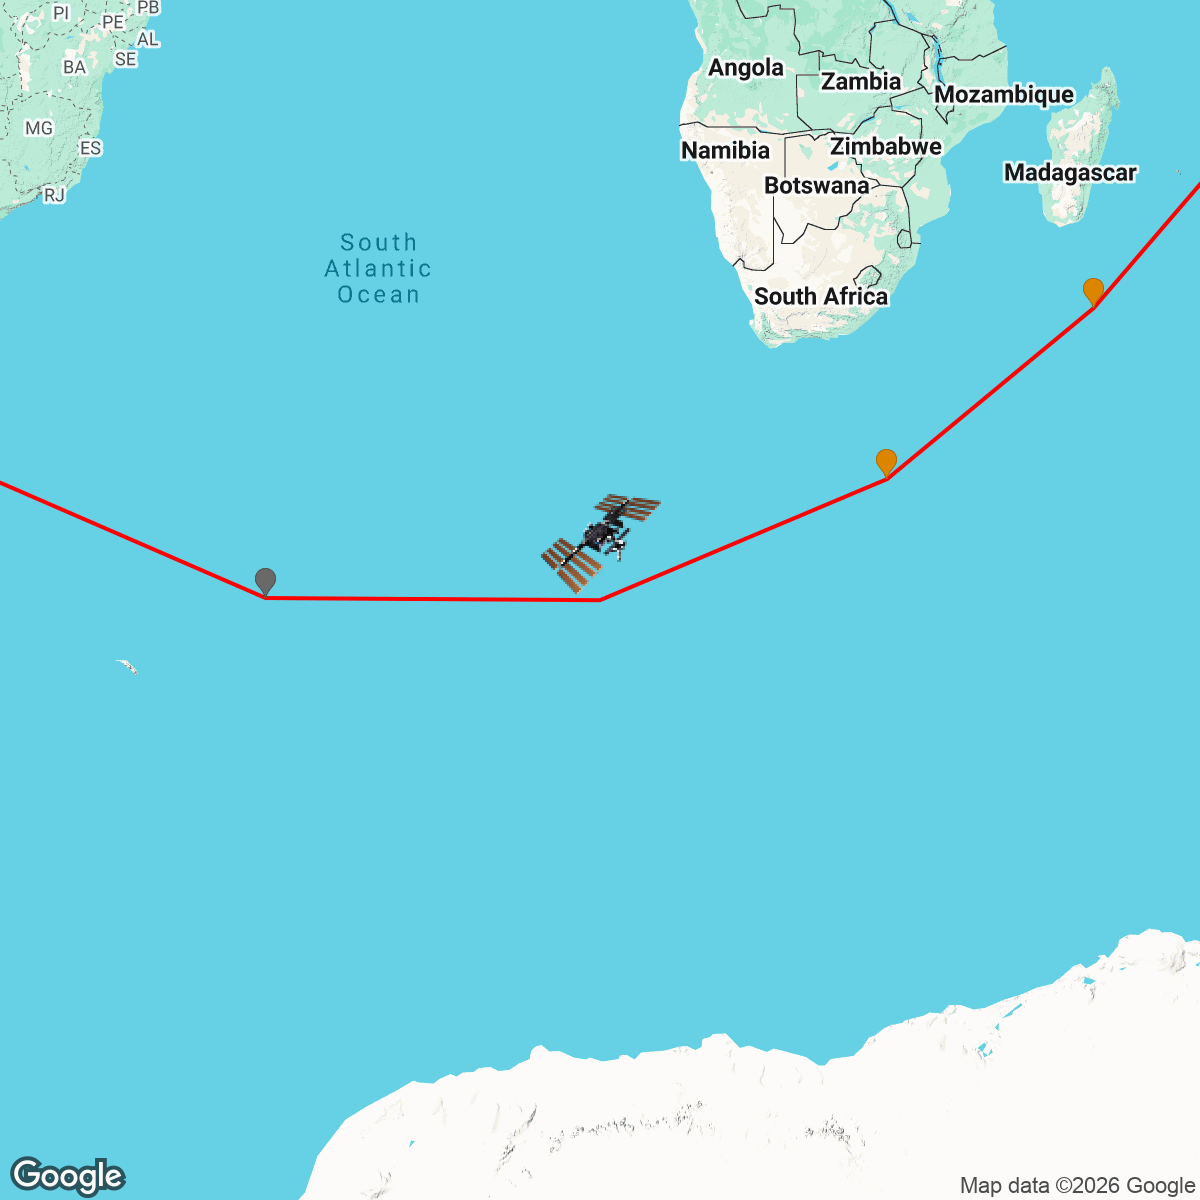 PI
PB
PE
AL
SE
BA
MG
ES
RJ
Angola
Zambia
Mozambique
Namibia
Zimbabwe
Botswana
Madagascar
South Africa
South
Atlantic
Ocean
Google
Map data ©2026 Google